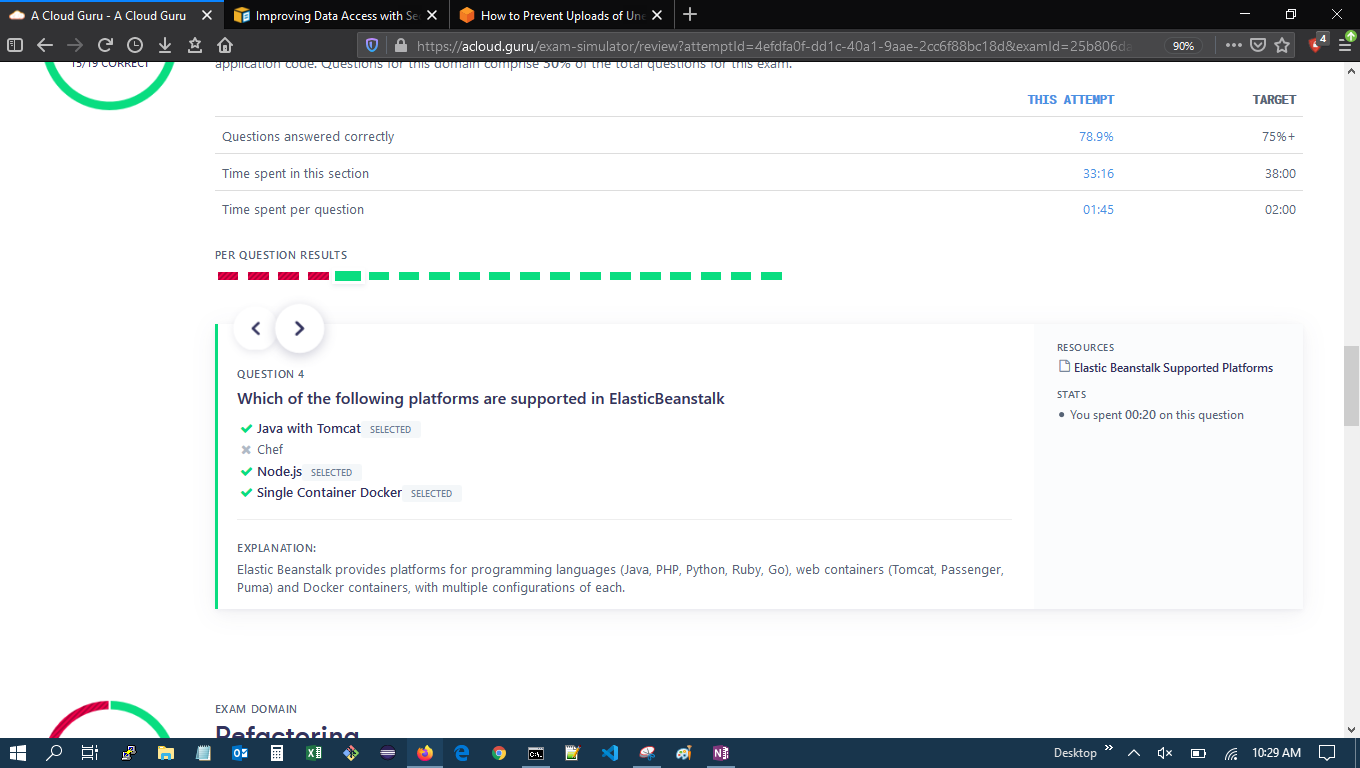 A Cloud Guru - A Cloud Guru
Improving Data Access with Se
How to Prevent Uploads of Une
https://acloud.guru/exam-simulator/review?attemptId=4efdfa0f-dd1c-40a1-9aae-2cc6f88bc18d&examId=25b806da
90%
4
15/19 CORRECT
application code. Questions for this domain comprise 30% of the total questions for this exam.
THIS ATTEMPT TARGET
Questions answered correctly 78.9% 75%+
Time spent in this section 33:16 38:00
Time spent per question 01:45 02:00
PER QUESTION RESULTS
QUESTION 4
Which of the following platforms are supported in ElasticBeanstalk
Java with Tomcat SELECTED
Chef
Node.js SELECTED
Single Container Docker SELECTED
EXPLANATION:
Elastic Beanstalk provides platforms for programming languages (Java, PHP, Python, Ruby, Go), web containers (Tomcat, Passenger,
Puma) and Docker containers, with multiple configurations of each.
RESOURCES
Elastic Beanstalk Supported Platforms
STATS
You spent 00:20 on this question
EXAM DOMAIN
Refactoring
Desktop
10:29 AM